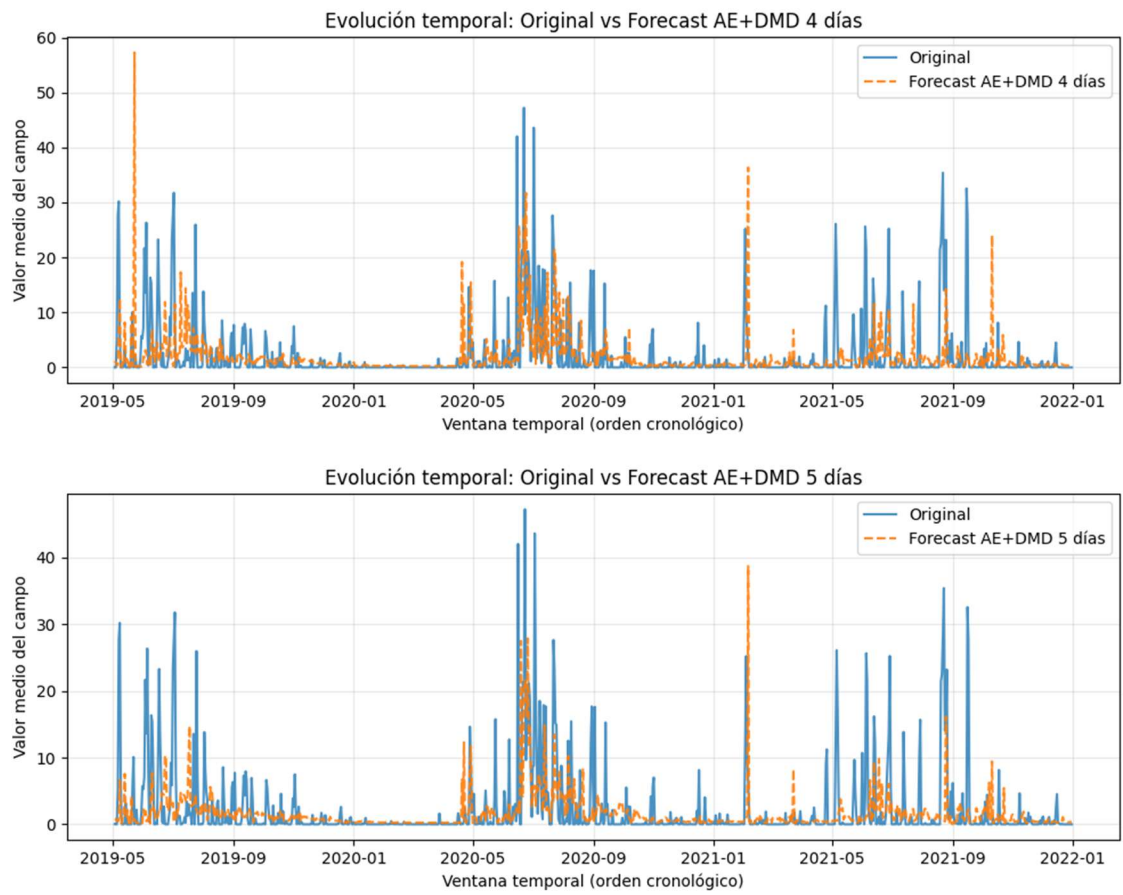 Evolución temporal: Original vs Forecast AE+DMD 4 días
Original
Forecast AE+DMD 4 días
Valor medio del campo
60
50
40
30
20
10
0
2019-05 2019-09 2020-01 2020-05 2020-09 2021-01 2021-05 2021-09 2022-01
Ventana temporal (orden cronológico)
Evolución temporal: Original vs Forecast AE+DMD 5 días
Original
Forecast AE+DMD 5 días
Valor medio del campo
40
30
20
10
0
2019-05 2019-09 2020-01 2020-05 2020-09 2021-01 2021-05 2021-09 2022-01
Ventana temporal (orden cronológico)